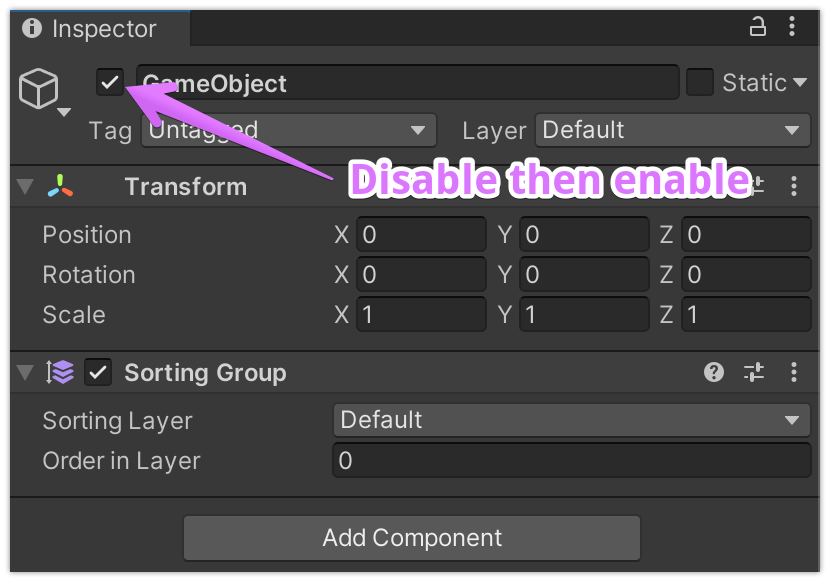 Inspector
GameObject Static
Tag Untagged Layer Default
Disable then enable
Transform
Position X 0 Y 0 Z 0
Rotation X 0 Y 0 Z 0
Scale X 1 Y 1 Z 1
Sorting Group
Sorting Layer Default
Order in Layer 0
Add Component